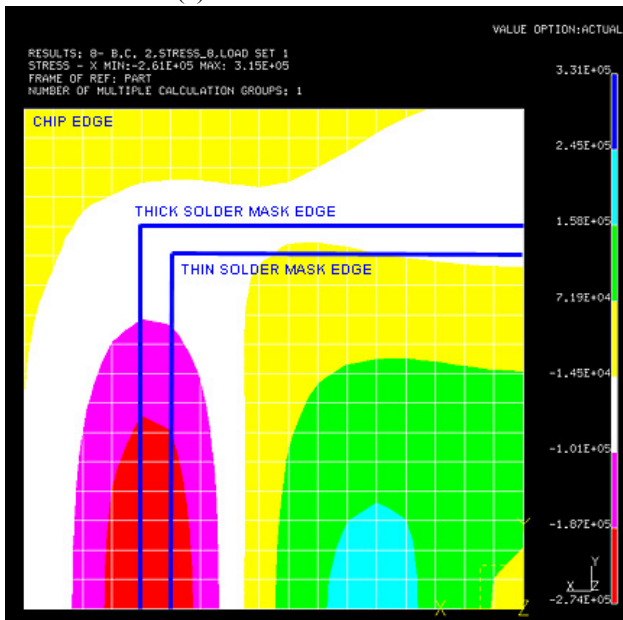 VALUE OPTION:ACTUAL
RESULTS: 8- B.C. 2,STRESS_8,LOAD SET 1
STRESS - X MIN:-2.61E+05 MAX: 3.15E+05
FRAME OF REF: PART
NUMBER OF MULTIPLE CALCULATION GROUPS: 1
3.31E+05
CHIP EDGE
2.45E+05
THICK SOLDER MASK EDGE
1.58E+05
THIN SOLDER MASK EDGE
7.19E+04
-1.45E+04
-1.01E+05
-1.87E+05
Y
Y
X Z
-2.74E+05
X Z